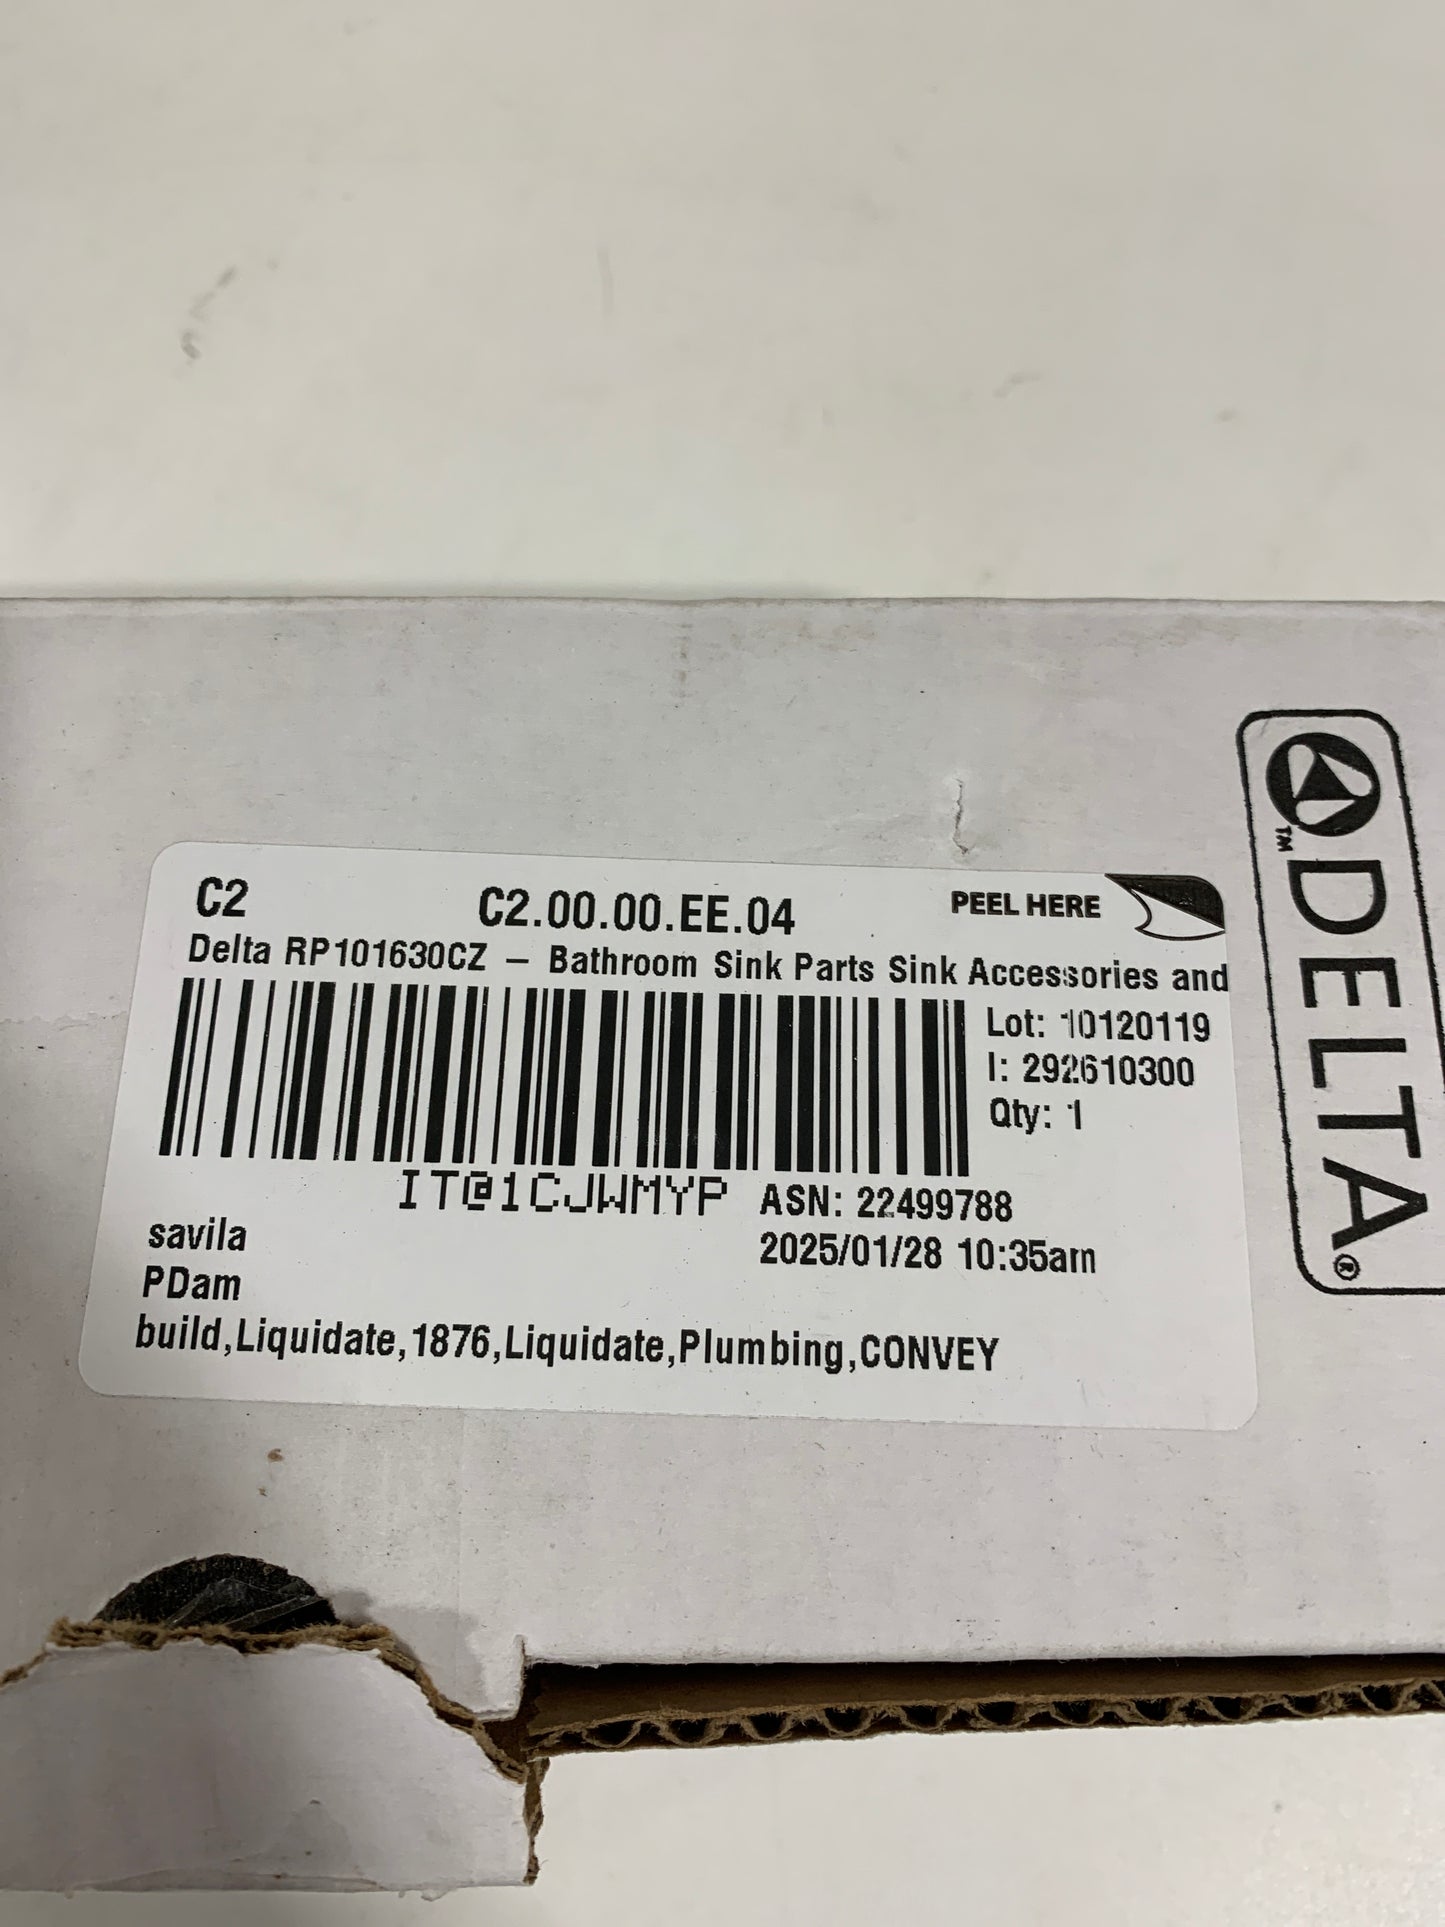 C2
C2.00.00.EE.04
PEEL HERE
Delta RP101630CZ – Bathroom Sink Parts Sink Accessories and
Lot: 10120119
I: 292610300
Qty: 1
IT@1CJWMYP
ASN: 22499788
2025/01/28 10:35am
savila
PDam
build,Liquidate,1876,Liquidate,Plumbing,CONVEY
™ DELTA®